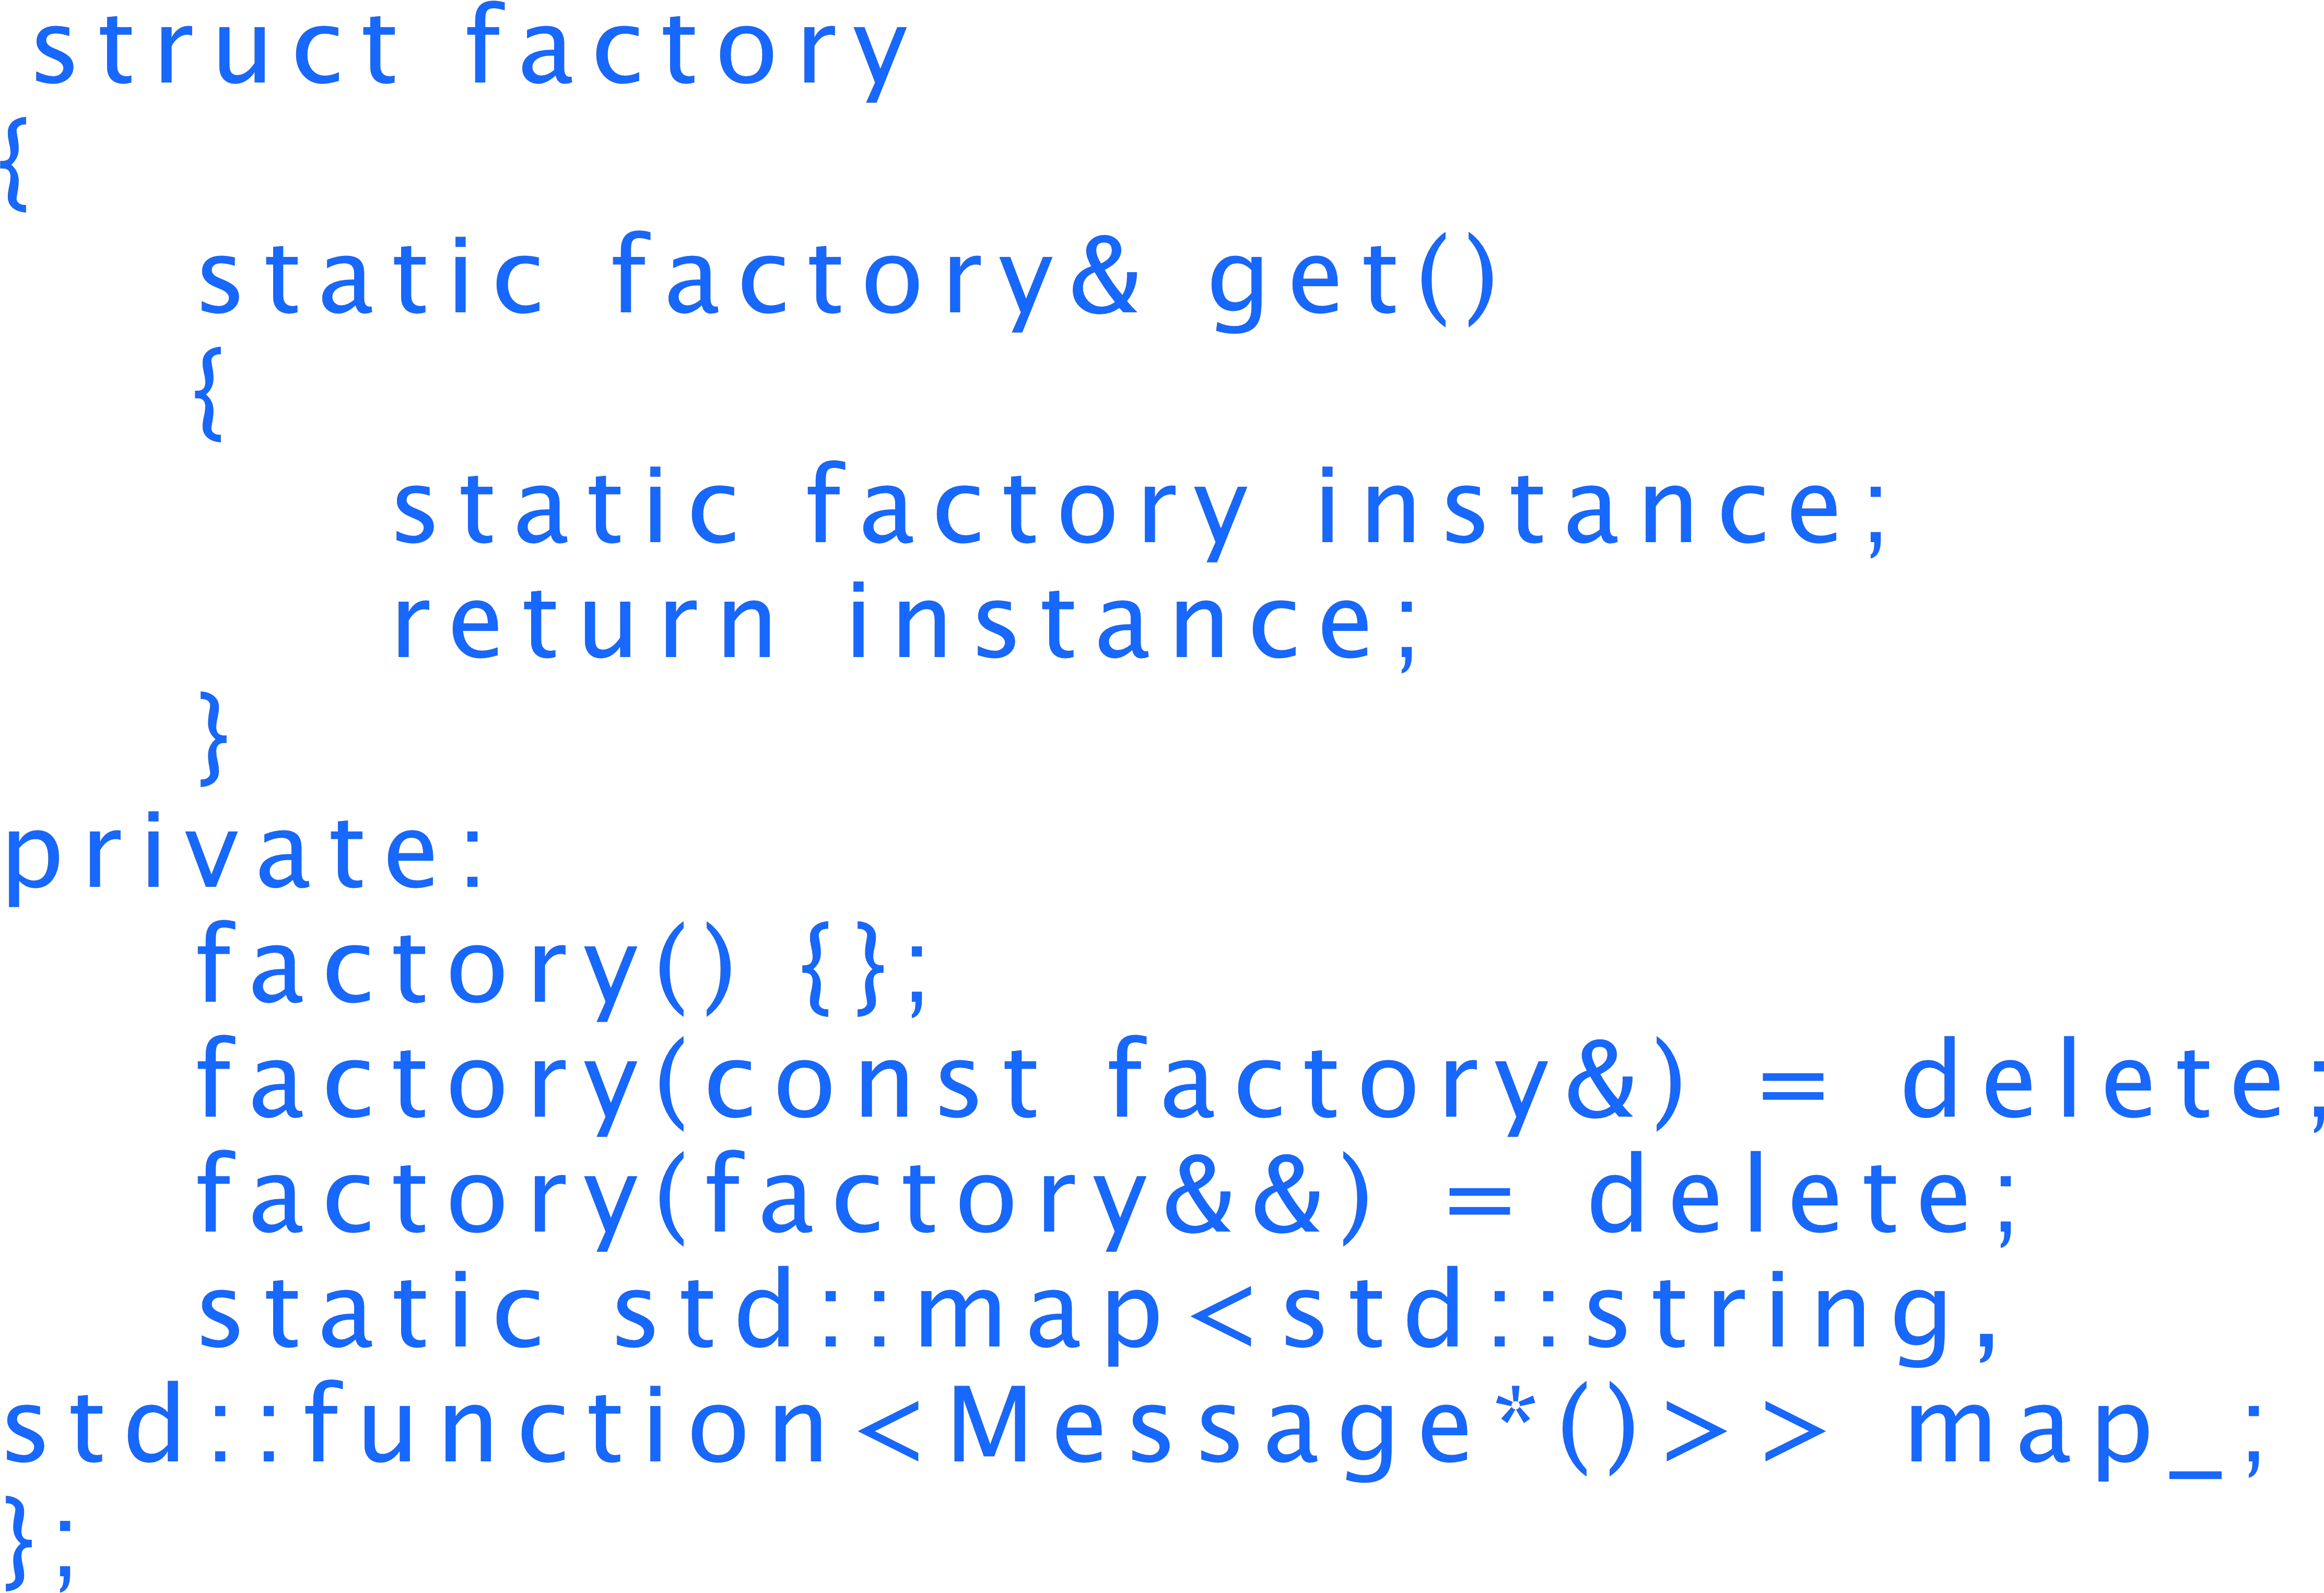 struct factory
{
    static factory& get()
    {
        static factory instance;
        return instance;
    }
private:
    factory() {};
    factory(const factory&) = delete;
    factory(factory&&) = delete;
    static std::map<std::string,
std::function<Message*()>> map_;
};